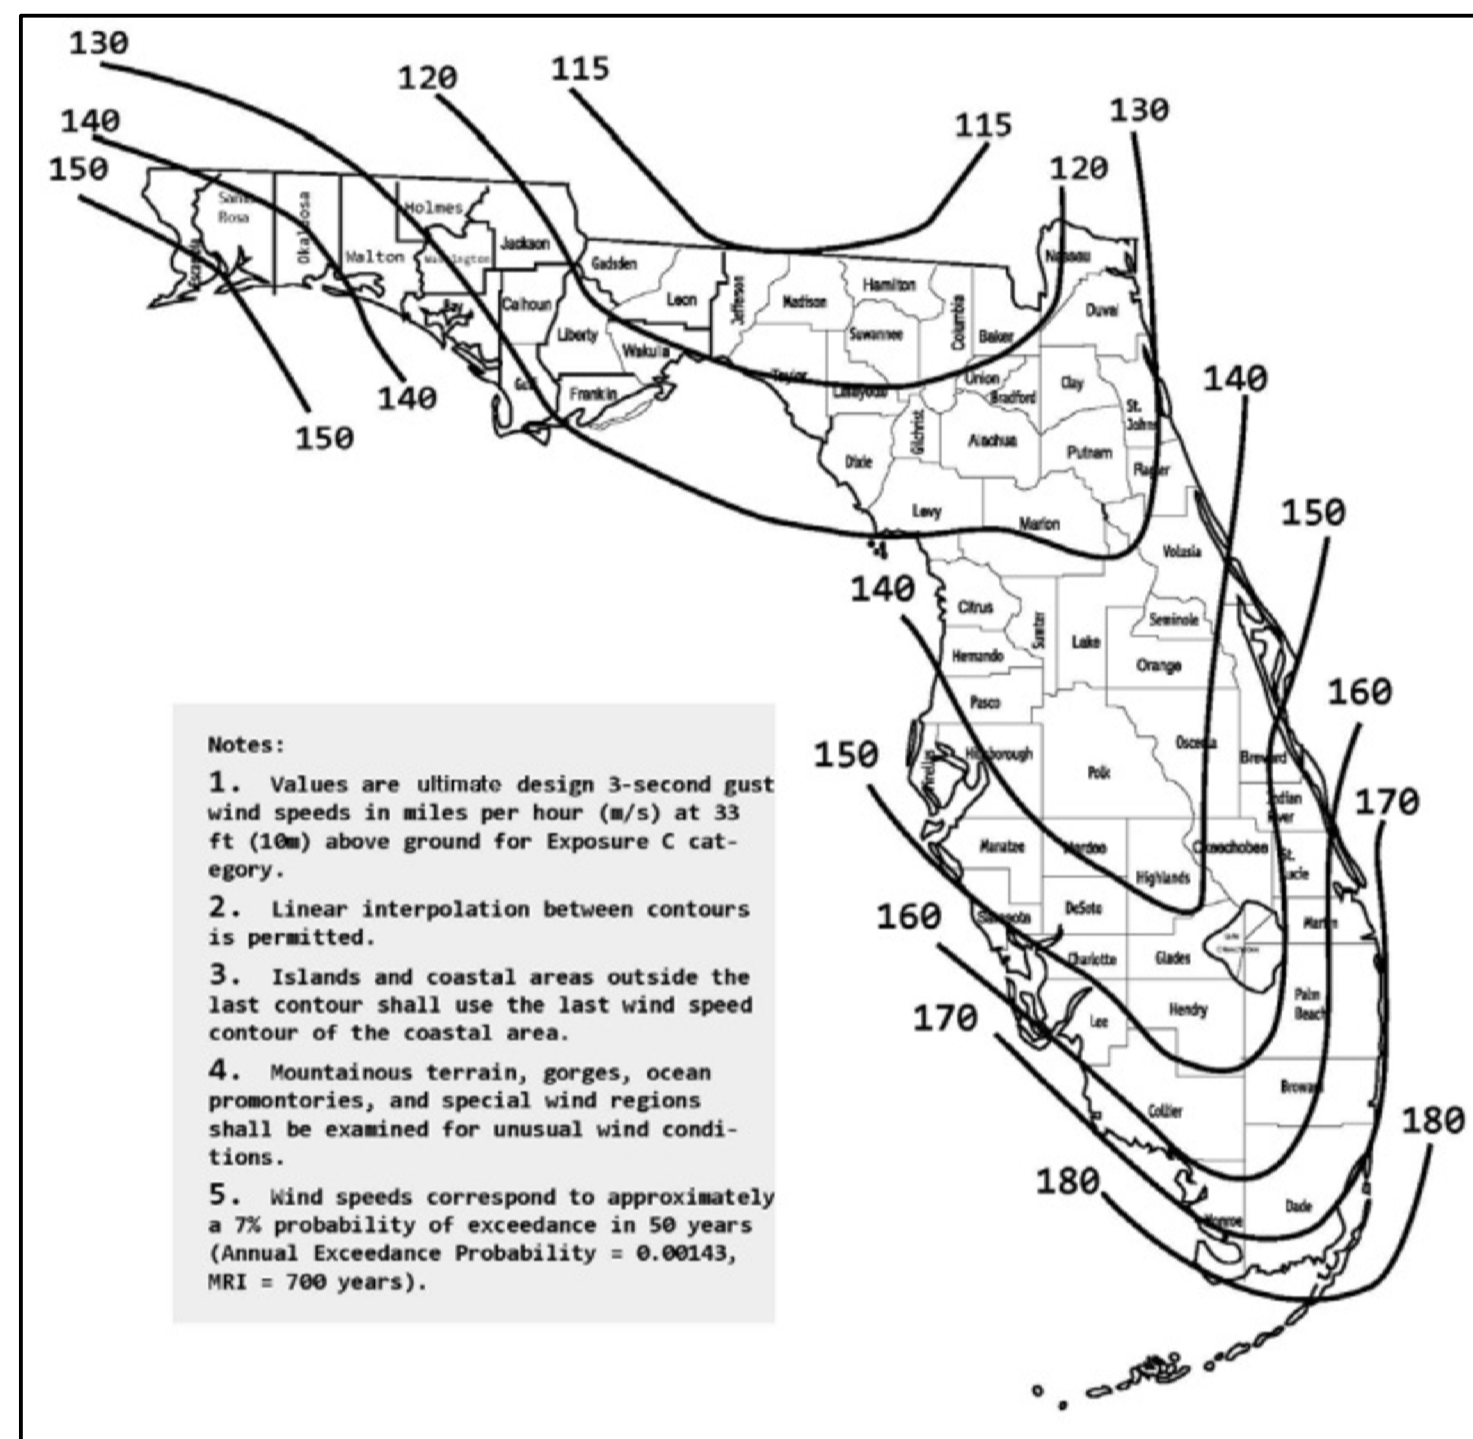 130
120
115
140
115
130
150
120
Santa
Rosa
Okaloosa
Holmes
Walton
Washington
Jackson
Gadsden
Nassau
Escambia
Bay
Calhoun
Leon
Jefferson
Madison
Hamilton
Columbia
Duval
Liberty
Wakulla
Suwannee
Baker
Gulf
Franklin
Taylor
Lafayette
Union
Bradford
Clay
140
140
150
St.
Johns
Gilchrist
Alachua
Putnam
Dixie
Flagler
Levy
Marion
150
Volusia
140
Citrus
Sumter
Seminole
Lake
Hernando
Orange
Pasco
160
150
Pinellas
Hillsborough
Osceola
Brevard
Polk
Indian
River
170
Manatee
Hardee
Okeechobee
St.
Lucie
Highlands
160
Sarasota
DeSoto
Martin
Charlotte
Glades
170
Lee
Hendry
Palm
Beach
Broward
Collier
180
180
Dade
Monroe
Notes:
1. Values are ultimate design 3-second gust
wind speeds in miles per hour (m/s) at 33
ft (10m) above ground for Exposure C cat-
egory.
2. Linear interpolation between contours
is permitted.
3. Islands and coastal areas outside the
last contour shall use the last wind speed
contour of the coastal area.
4. Mountainous terrain, gorges, ocean
promontories, and special wind regions
shall be examined for unusual wind condi-
tions.
5. Wind speeds correspond to approximately
a 7% probability of exceedance in 50 years
(Annual Exceedance Probability = 0.00143,
MRI = 700 years).